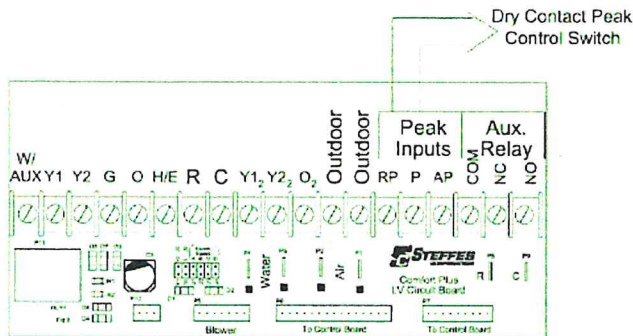 Dry Contact Peak
Control Switch
Peak Inputs
Aux. Relay
W/AUX Y1 Y2 G O H/E R C Y1₂ Y2₂ O₂ Outdoor Outdoor RP P AP COM NC NO
Water
Air
STEFFES
Comfort Plus
LV Circuit Board
R
C
Blower
To Control Board
To Control Board